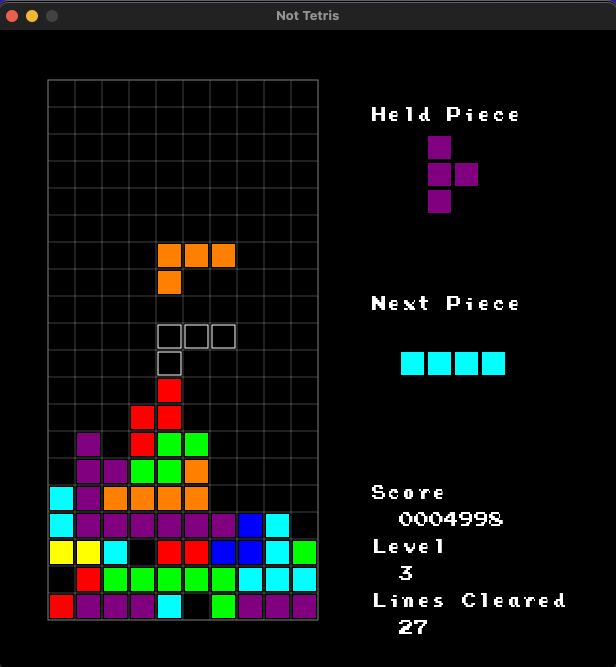 Not Tetris
Held Piece
Next Piece
Score
0004998
Level
3
Lines Cleared
27